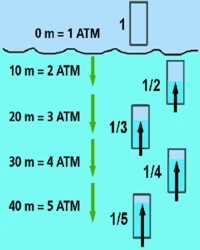 0 m = 1 ATM
1
10 m = 2 ATM
1/2
20 m = 3 ATM
1/3
30 m = 4 ATM
1/4
40 m = 5 ATM
1/5